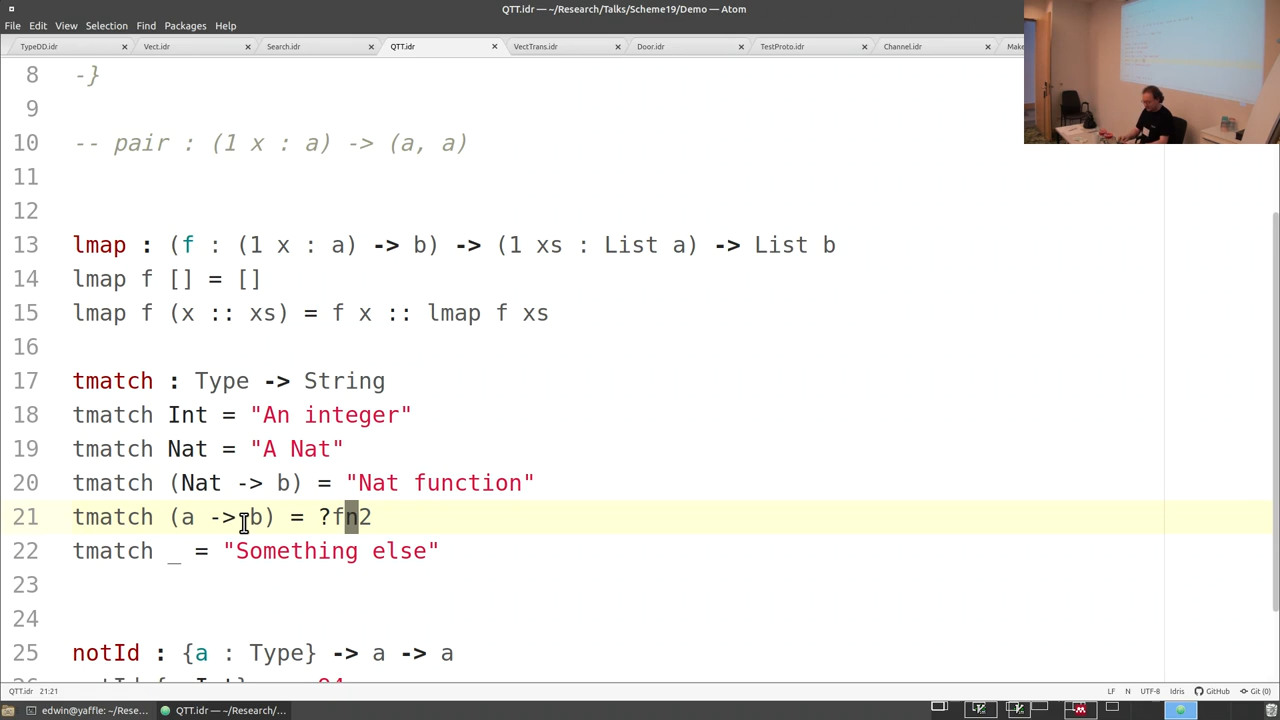 QTT.idr — ~/Research/Talks/Scheme19/Demo — Atom
File Edit View Selection Find Packages Help
TypeDD.idr Vect.idr Search.idr QTT.idr VectTrans.idr Door.idr TestProto.idr Channel.idr Make
8 -}
9
10 -- pair : (1 x : a) -> (a, a)
11
12
13 lmap : (f : (1 x : a) -> b) -> (1 xs : List a) -> List b
14 lmap f [] = []
15 lmap f (x :: xs) = f x :: lmap f xs
16
17 tmatch : Type -> String
18 tmatch Int = "An integer"
19 tmatch Nat = "A Nat"
20 tmatch (Nat -> b) = "Nat function"
21 tmatch (a -> b) = ?fn2
22 tmatch _ = "Something else"
23
24
25 notId : {a : Type} -> a -> a
QTT.idr 21:21 LF N UTF-8 Idris GitHub Git (0)
edwin@yaffle: ~/Rese... QTT.idr — ~/Research/...